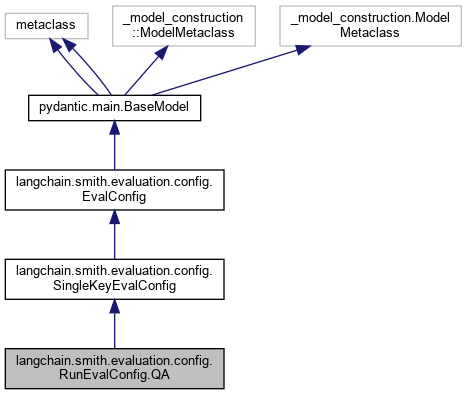 metaclass
_model_construction
::ModelMetaclass
_model_construction.Model
Metaclass
pydantic.main.BaseModel
langchain.smith.evaluation.config.
EvalConfig
langchain.smith.evaluation.config.
SingleKeyEvalConfig
langchain.smith.evaluation.config.
RunEvalConfig.QA